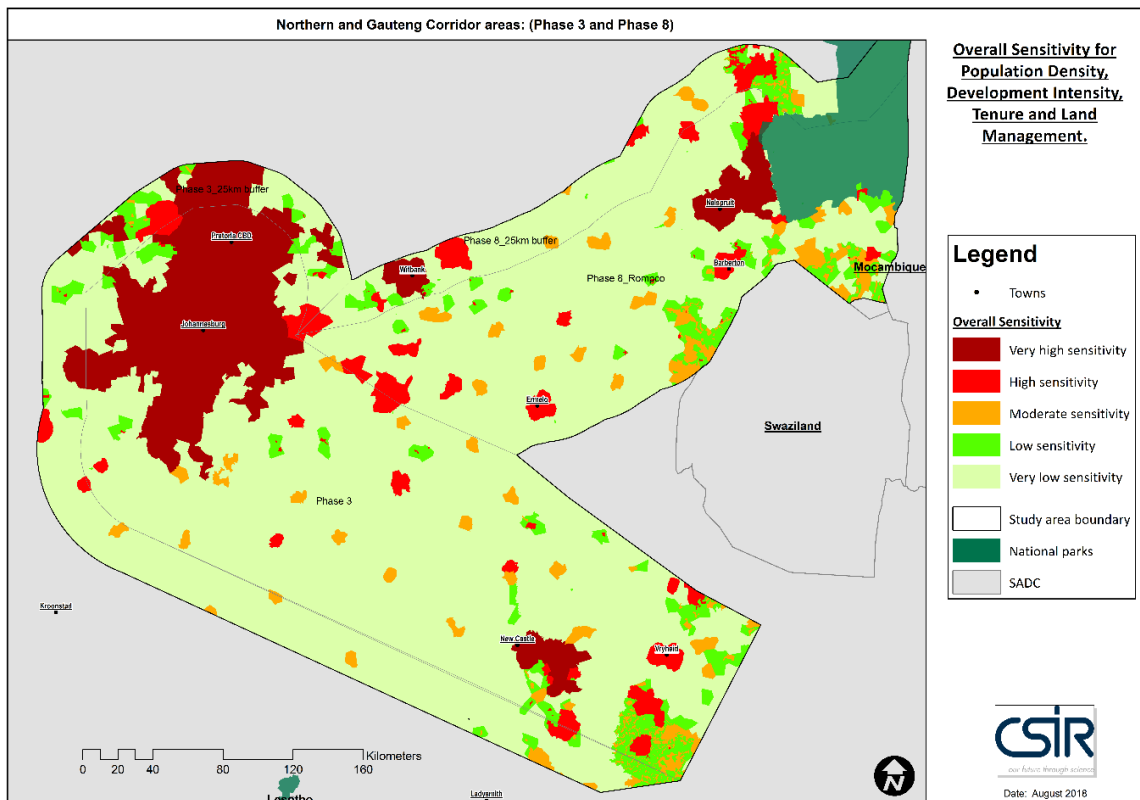 Northern and Gauteng Corridor areas: (Phase 3 and Phase 8)
Overall Sensitivity for
Population Density,
Development Intensity,
Tenure and Land
Management.
Phase 3_25km buffer
Pretoria CBD
Nelspruit
Phase 8_25km buffer
Witbank
Barberton
Mocambique
Phase 8_Romaco
Johannesburg
Ermelo
Swaziland
Phase 3
Kroonstad
New Castle
Vryheid
Kilometers
0 20 40 80 120 160
Lesotho
Ladysmith
Legend
Towns
Overall Sensitivity
Very high sensitivity
High sensitivity
Moderate sensitivity
Low sensitivity
Very low sensitivity
Study area boundary
National parks
SADC
N
CSIR
our future through science
Date: August 2018